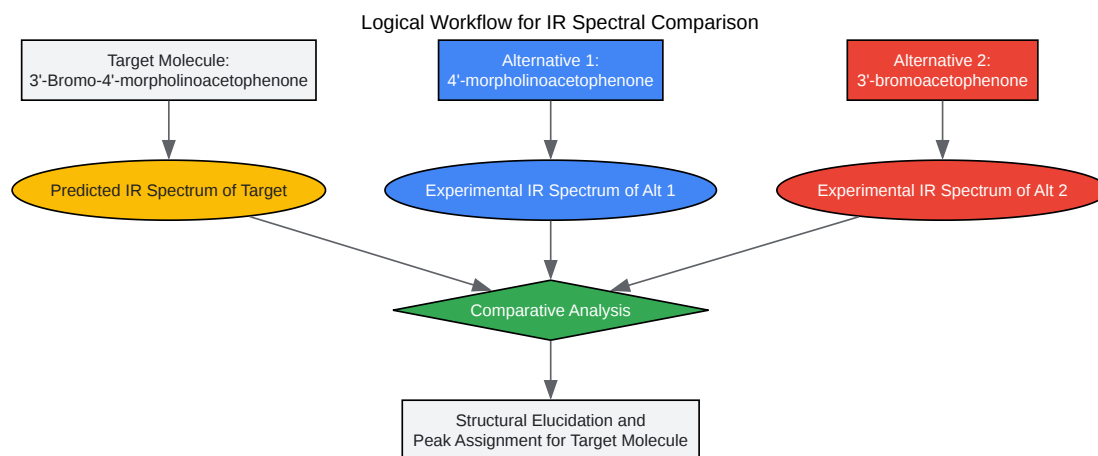 Logical Workflow for IR Spectral Comparison
Target Molecule:
3'-Bromo-4'-morpholinoacetophenone
Alternative 1:
4'-morpholinoacetophenone
Alternative 2:
3'-bromoacetophenone
Predicted IR Spectrum of Target
Experimental IR Spectrum of Alt 1
Experimental IR Spectrum of Alt 2
Comparative Analysis
Structural Elucidation and
Peak Assignment for Target Molecule